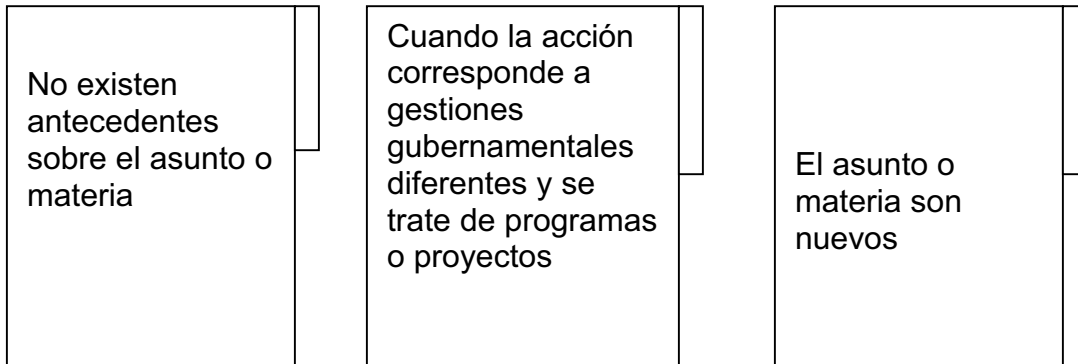 No existen
antecedentes
sobre el asunto o
materia
Cuando la acción
corresponde a
gestiones
gubernamentales
diferentes y se
trate de programas
o proyectos
El asunto o
materia son
nuevos